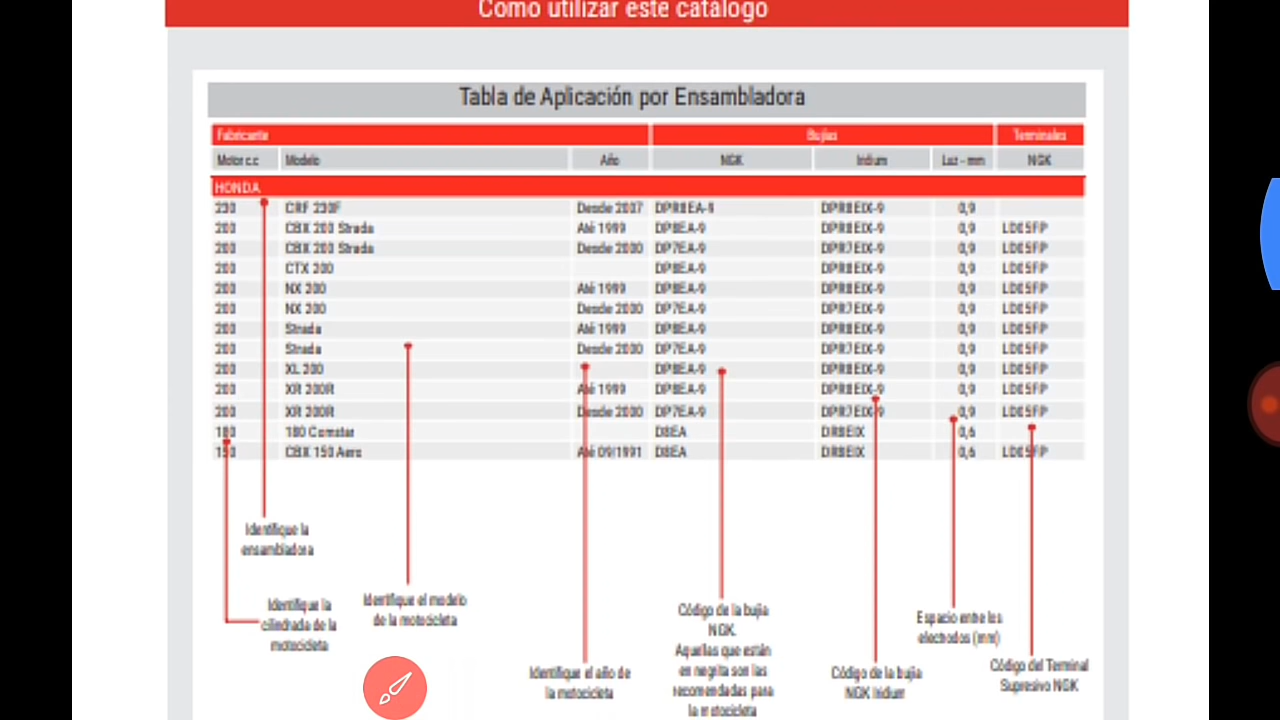 Como utilizar este catálogo
Tabla de Aplicación por Ensambladora
Fabricante Bujías Terminales
Motor c.c Modelo Año NGK Iridium Luz - mm NGK
HONDA
230 CRF 230F Desde 2007 DPR8EA-9 DPR8EIX-9 0,9
200 CBX 200 Strada Até 1999 DP8EA-9 DPR8EIX-9 0,9 LD05FP
200 CBX 200 Strada Desde 2000 DP7EA-9 DPR7EIX-9 0,9 LD05FP
200 CTX 200 DP8EA-9 DPR8EIX-9 0,9 LD05FP
200 NX 200 Até 1999 DP8EA-9 DPR8EIX-9 0,9 LD05FP
200 NX 200 Desde 2000 DP7EA-9 DPR7EIX-9 0,9 LD05FP
200 Strada Até 1999 DP8EA-9 DPR8EIX-9 0,9 LD05FP
200 Strada Desde 2000 DP7EA-9 DPR7EIX-9 0,9 LD05FP
200 XL 200 DP8EA-9 DPR8EIX-9 0,9 LD05FP
200 XR 200R Até 1999 DP8EA-9 DPR8EIX-9 0,9 LD05FP
200 XR 200R Desde 2000 DP7EA-9 DPR7EIX-9 0,9 LD05FP
180 180 Comstar D8EA DR8EIX 0,6
150 CBX 150 Aero Até 09/1991 D8EA DR8EIX 0,6 LD05FP
Identifique la
ensambladora
Identifique la
cilindrada de la
motocicleta
Identifique el modelo
de la motocicleta
Identifique el año de
la motocicleta
Código de la bujia
NGK.
Aquellas que están
en negrita son las
recomendadas para
la motocicleta
Código de la bujia
NGK Iridium
Espacio entre los
electrodos (mm)
Código del Terminal
Supresivo NGK